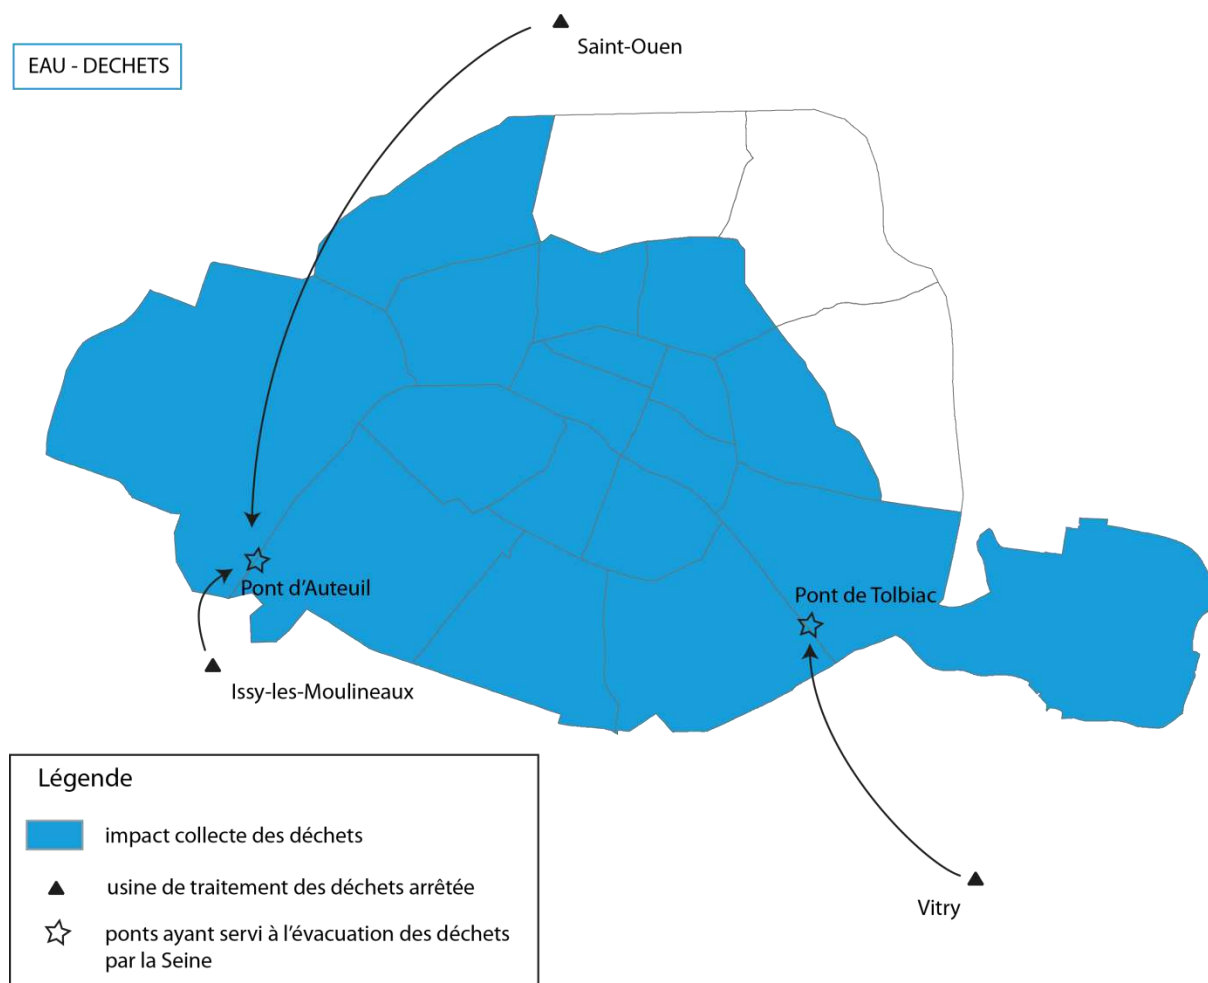 Saint-Ouen
EAU - DECHETS
Pont d’Auteuil
Pont de Tolbiac
Issy-les-Moulineaux
Vitry
Légende
impact collecte des déchets
usine de traitement des déchets arrêtée
ponts ayant servi à l’évacuation des déchets
par la Seine